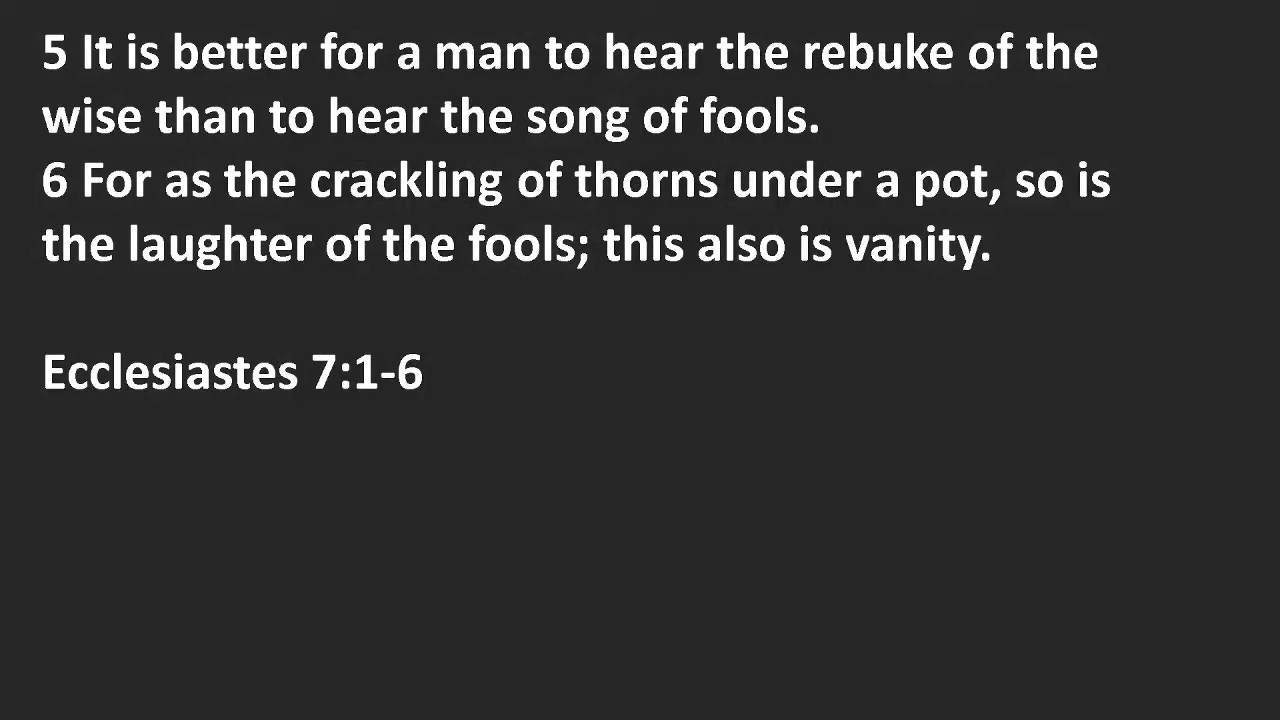 5 It is better for a man to hear the rebuke of the
wise than to hear the song of fools.
6 For as the crackling of thorns under a pot, so is
the laughter of the fools; this also is vanity.
Ecclesiastes 7:1-6